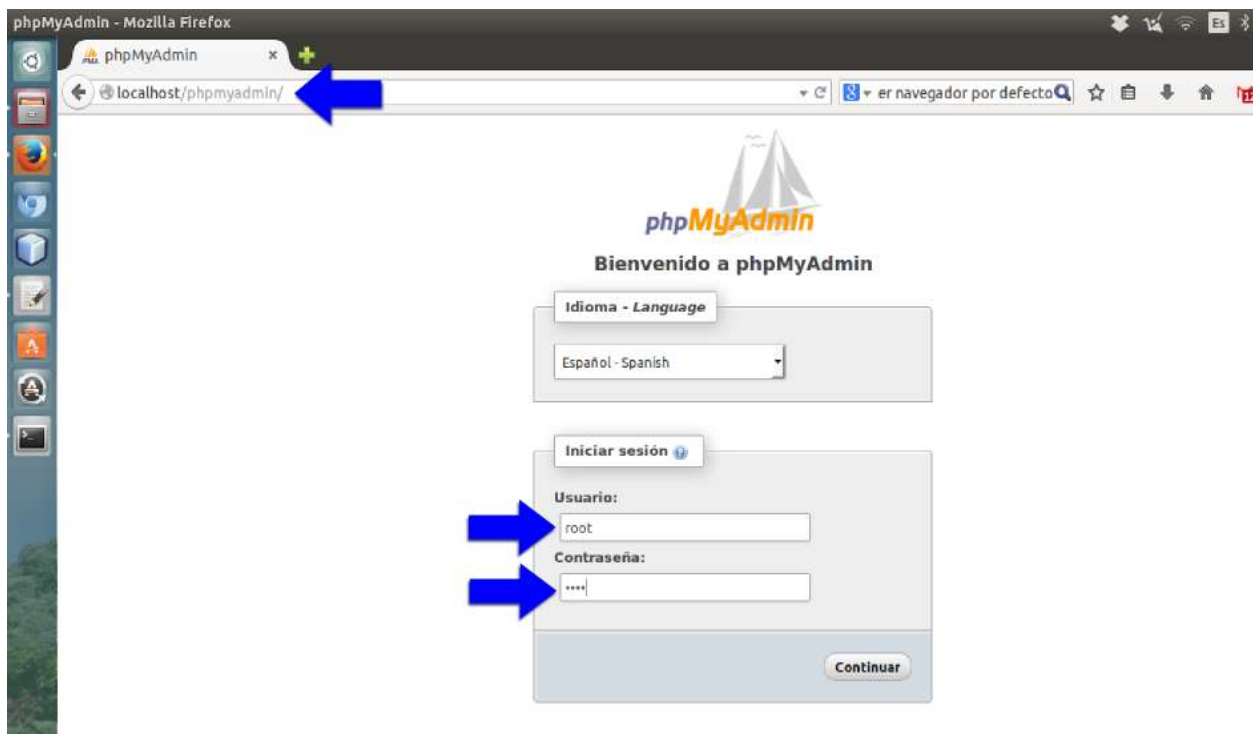 phpMyAdmin - Mozilla Firefox
Es
phpMyAdmin
localhost/phpmyadmin/
er navegador por defecto
phpMyAdmin
Bienvenido a phpMyAdmin
Idioma - Language
Español - Spanish
Iniciar sesión
Usuario:
root
Contraseña:
••••
Continuar